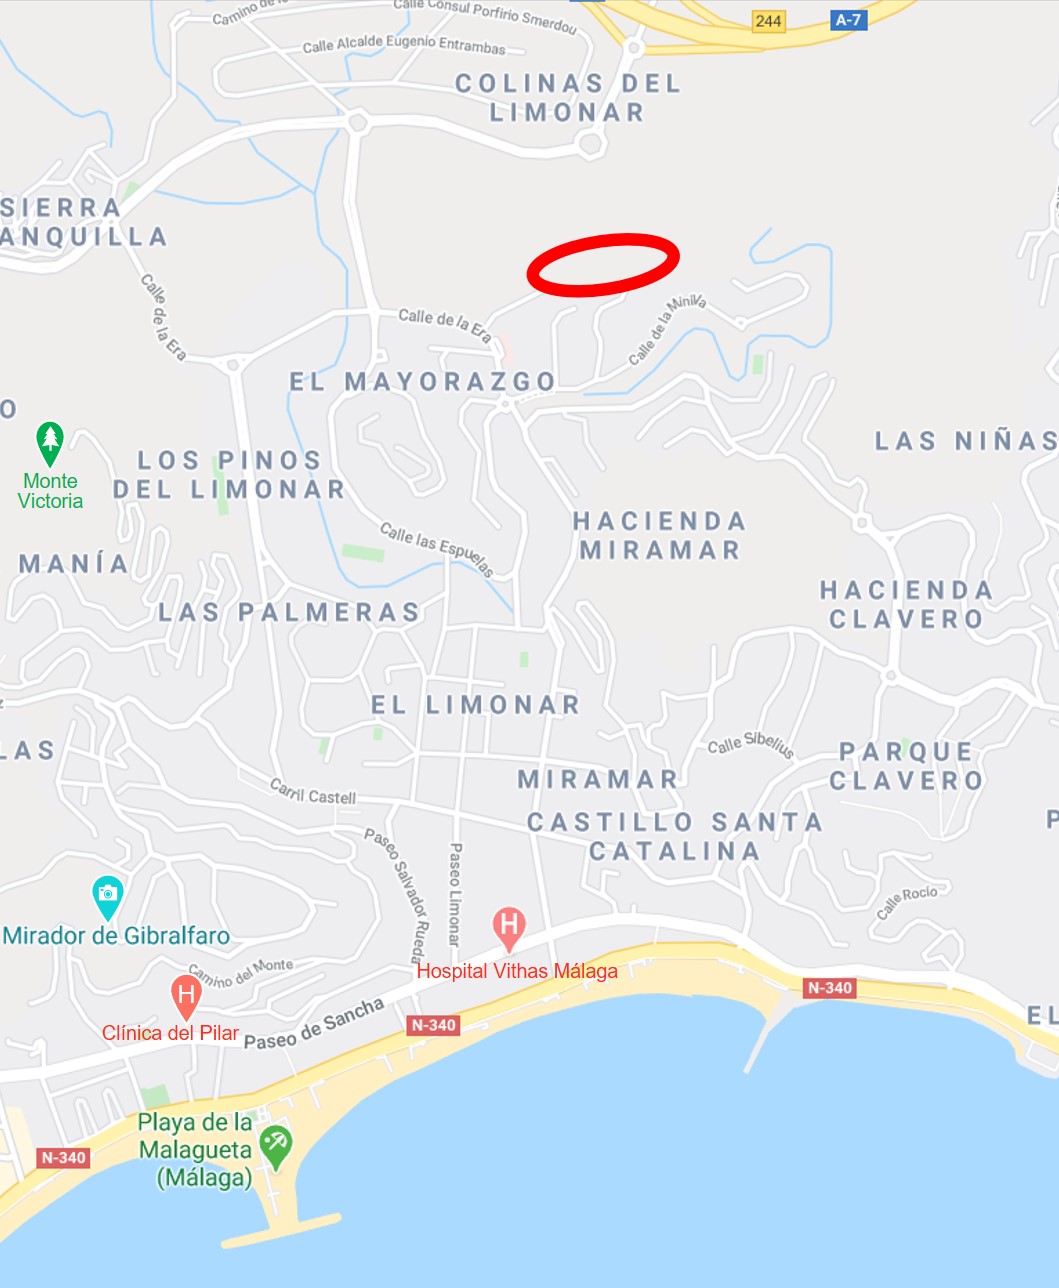 Calle Cónsul Porfirio Smerdou
244
A-7
Calle Alcalde Eugenio Entrambas
COLINAS DEL
LIMONAR
SIERRA
ANQUILLA
Calle de la Era
Calle de la Era
Calle de la Miniva
EL MAYORAZGO
O
LAS NIÑAS
Monte
Victoria
LOS PINOS
DEL LIMONAR
HACIENDA
MIRAMAR
Calle las Espuelas
MANÍA
HACIENDA
CLAVERO
LAS PALMERAS
EL LIMONAR
LAS
Calle Sibelius
PARQUE
CLAVERO
MIRAMAR
Carril Castell
CASTILLO SANTA
CATALINA
P
Paseo Salvador Rueda
Paseo Limonar
Calle Rocío
Mirador de Gibralfaro
H
Hospital Vithas Málaga
Camino del Monte
H
Clínica del Pilar
Paseo de Sancha
N-340
N-340
EL
Playa de la
Malagueta
(Málaga)
N-340